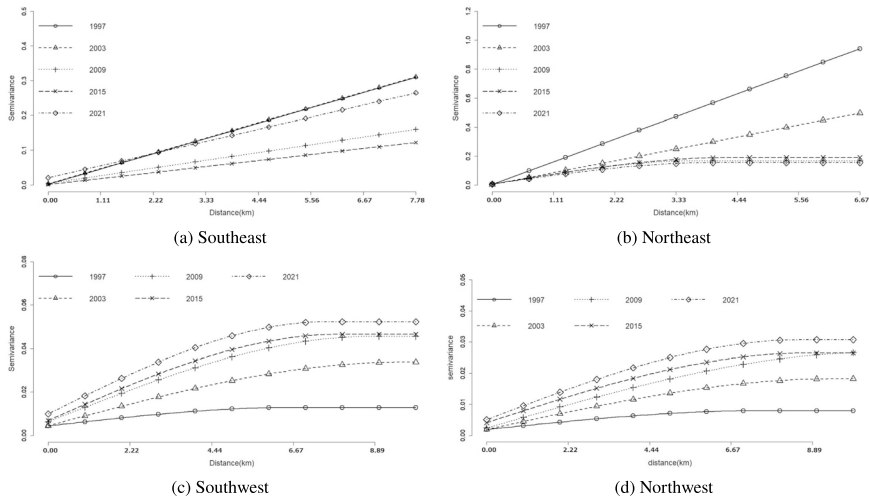 0.5
0.4
0.3
0.2
0.1
0.0
Semivariance
1997
2003
2009
2015
2021
0.00 1.11 2.22 3.33 4.44 5.56 6.67 7.78
Distance(km)
(a) Southeast
1.2
1.0
0.8
0.6
0.4
0.2
0.0
Semivariance
1997
2003
2009
2015
2021
0.00 1.11 2.22 3.33 4.44 5.56 6.67
Distance(km)
(b) Northeast
0.08
0.06
0.04
0.02
0.00
Semivariance
1997 2009 2021
2003 2015
0.00 2.22 4.44 6.67 8.89
Distance(km)
(c) Southwest
0.05
0.04
0.03
0.02
0.01
0.00
semivariance
1997 2009 2021
2003 2015
0.00 2.22 4.44 6.67 8.89
distance(km)
(d) Northwest